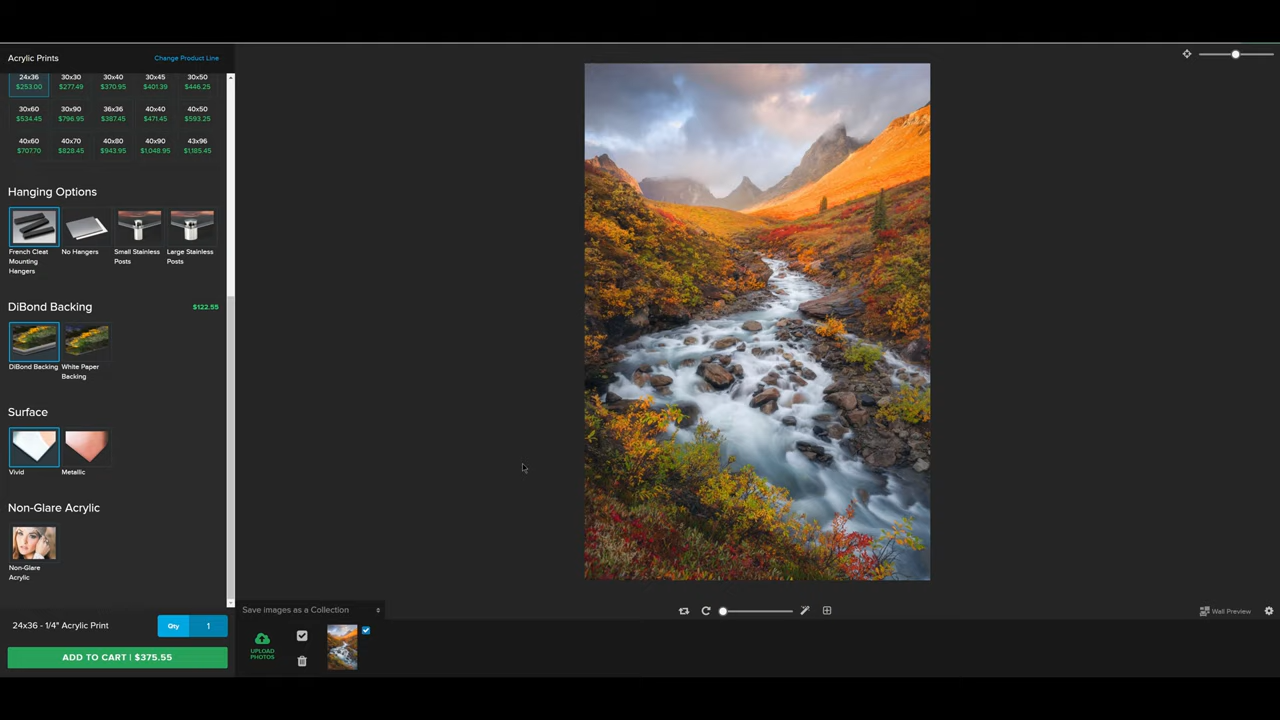 Acrylic Prints Change Product Line
24x36 30x30 30x40 30x45 30x50
$253.00 $277.49 $370.95 $401.39 $446.25
30x60 30x90 36x36 40x40 40x50
$534.45 $796.95 $387.45 $471.45 $593.25
40x60 40x70 40x80 40x90 43x96
$707.70 $828.45 $943.95 $1,048.95 $1,185.45
Hanging Options
French Cleat Mounting Hangers
No Hangers
Small Stainless Posts
Large Stainless Posts
DiBond Backing $122.55
DiBond Backing
White Paper Backing
Surface
Vivid Metallic
Non-Glare Acrylic
Non-Glare
Acrylic
24x36 - 1/4" Acrylic Print Qty 1
ADD TO CART | $375.55
Save images as a Collection
UPLOAD
PHOTOS
Wall Preview